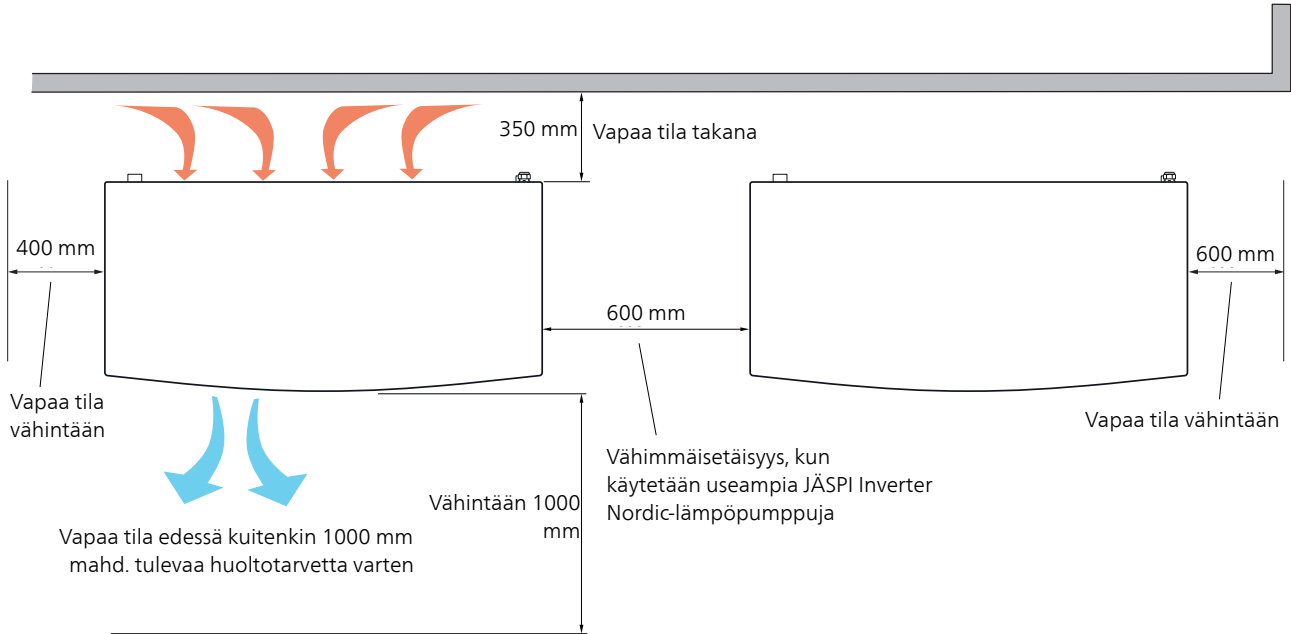 350 mm
Vapaa tila takana
400 mm
600 mm
600 mm
Vapaa tila
vähintään
Vapaa tila vähintään
Vähimmäisetäisyys, kun
käytetään useampia JÄSPI Inverter
Nordic-lämpöpumppuja
Vähintään 1000
mm
Vapaa tila edessä kuitenkin 1000 mm
mahd. tulevaa huoltotarvetta varten